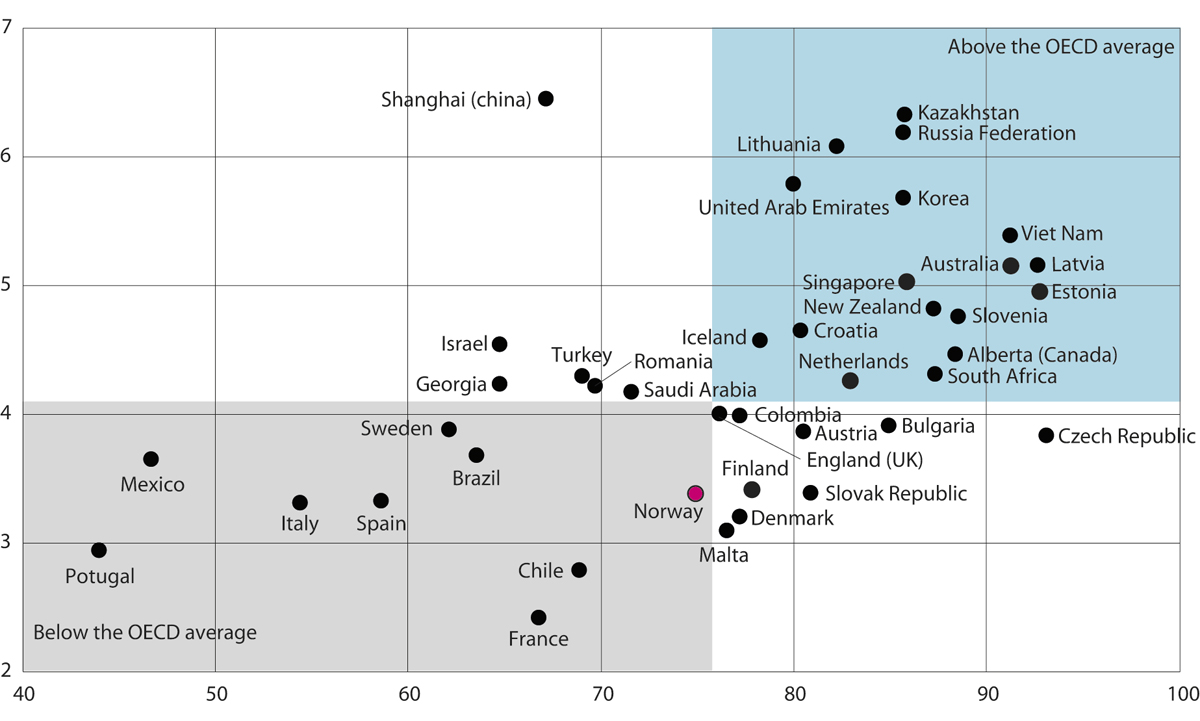 7
Above the OECD average
Shanghai (china)
Kazakhstan
Russia Federation
Lithuania
6
United Arab Emirates
Korea
Viet Nam
Australia
Latvia
5
Singapore
Estonia
New Zealand
Slovenia
Croatia
Iceland
Israel
Turkey
Romania
Netherlands
Alberta (Canada)
Georgia
South Africa
Saudi Arabia
4
Colombia
Sweden
Austria
Bulgaria
Czech Republic
England (UK)
Finland
Brazil
Mexico
Slovak Republic
Norway
Italy
Spain
Denmark
3
Malta
Chile
Potugal
Below the OECD average
France
2
40
50
60
70
80
90
100